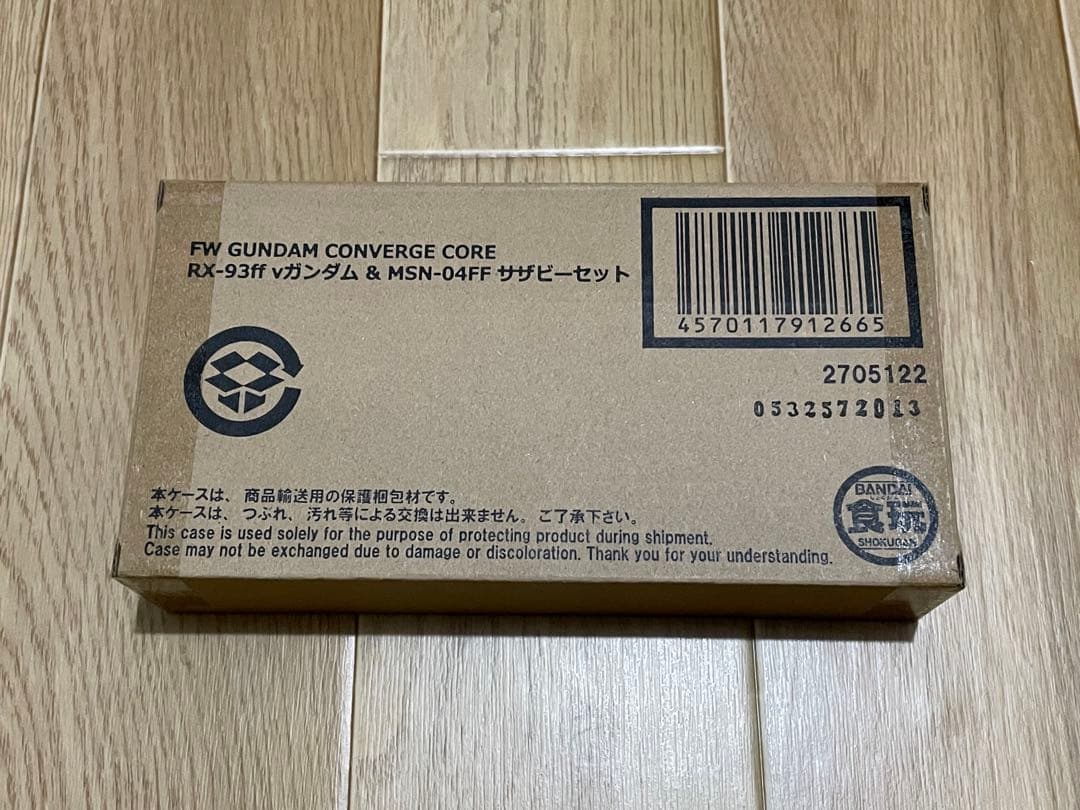 FW GUNDAM CONVERGE CORE
RX-93ff νガンダム & MSN-04FF サザビーセット
4570117912665
2705122
0532572013
本ケースは、商品輸送用の保護梱包材です。
本ケースは、つぶれ、汚れ等による交換は出来ません。ご了承下さい。
This case is used solely for the purpose of protecting product during shipment.
Case may not be exchanged due to damage or discoloration. Thank you for your understanding.
BANDAI
食玩
SHOKUGAN